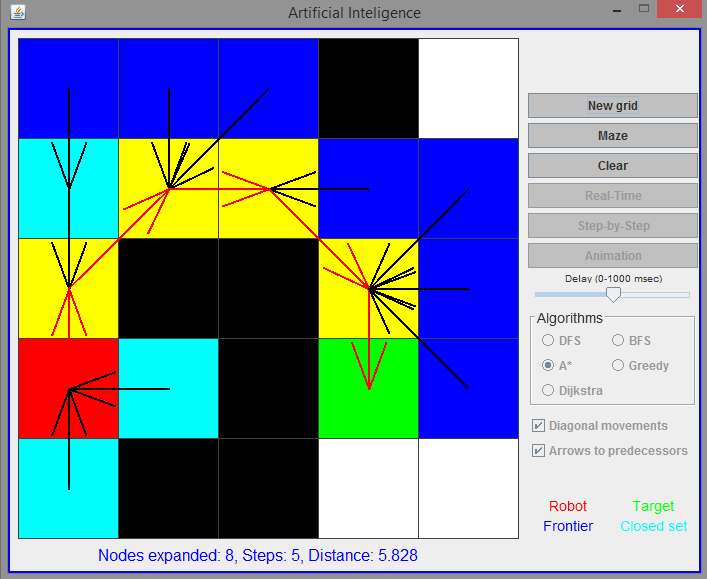 Artificial Inteligence
New grid
Maze
Clear
Real-Time
Step-by-Step
Animation
Delay (0-1000 msec)
Algorithms
DFS BFS
A* Greedy
Dijkstra
Diagonal movements
Arrows to predecessors
Robot Target
Frontier Closed set
Nodes expanded: 8, Steps: 5, Distance: 5.828